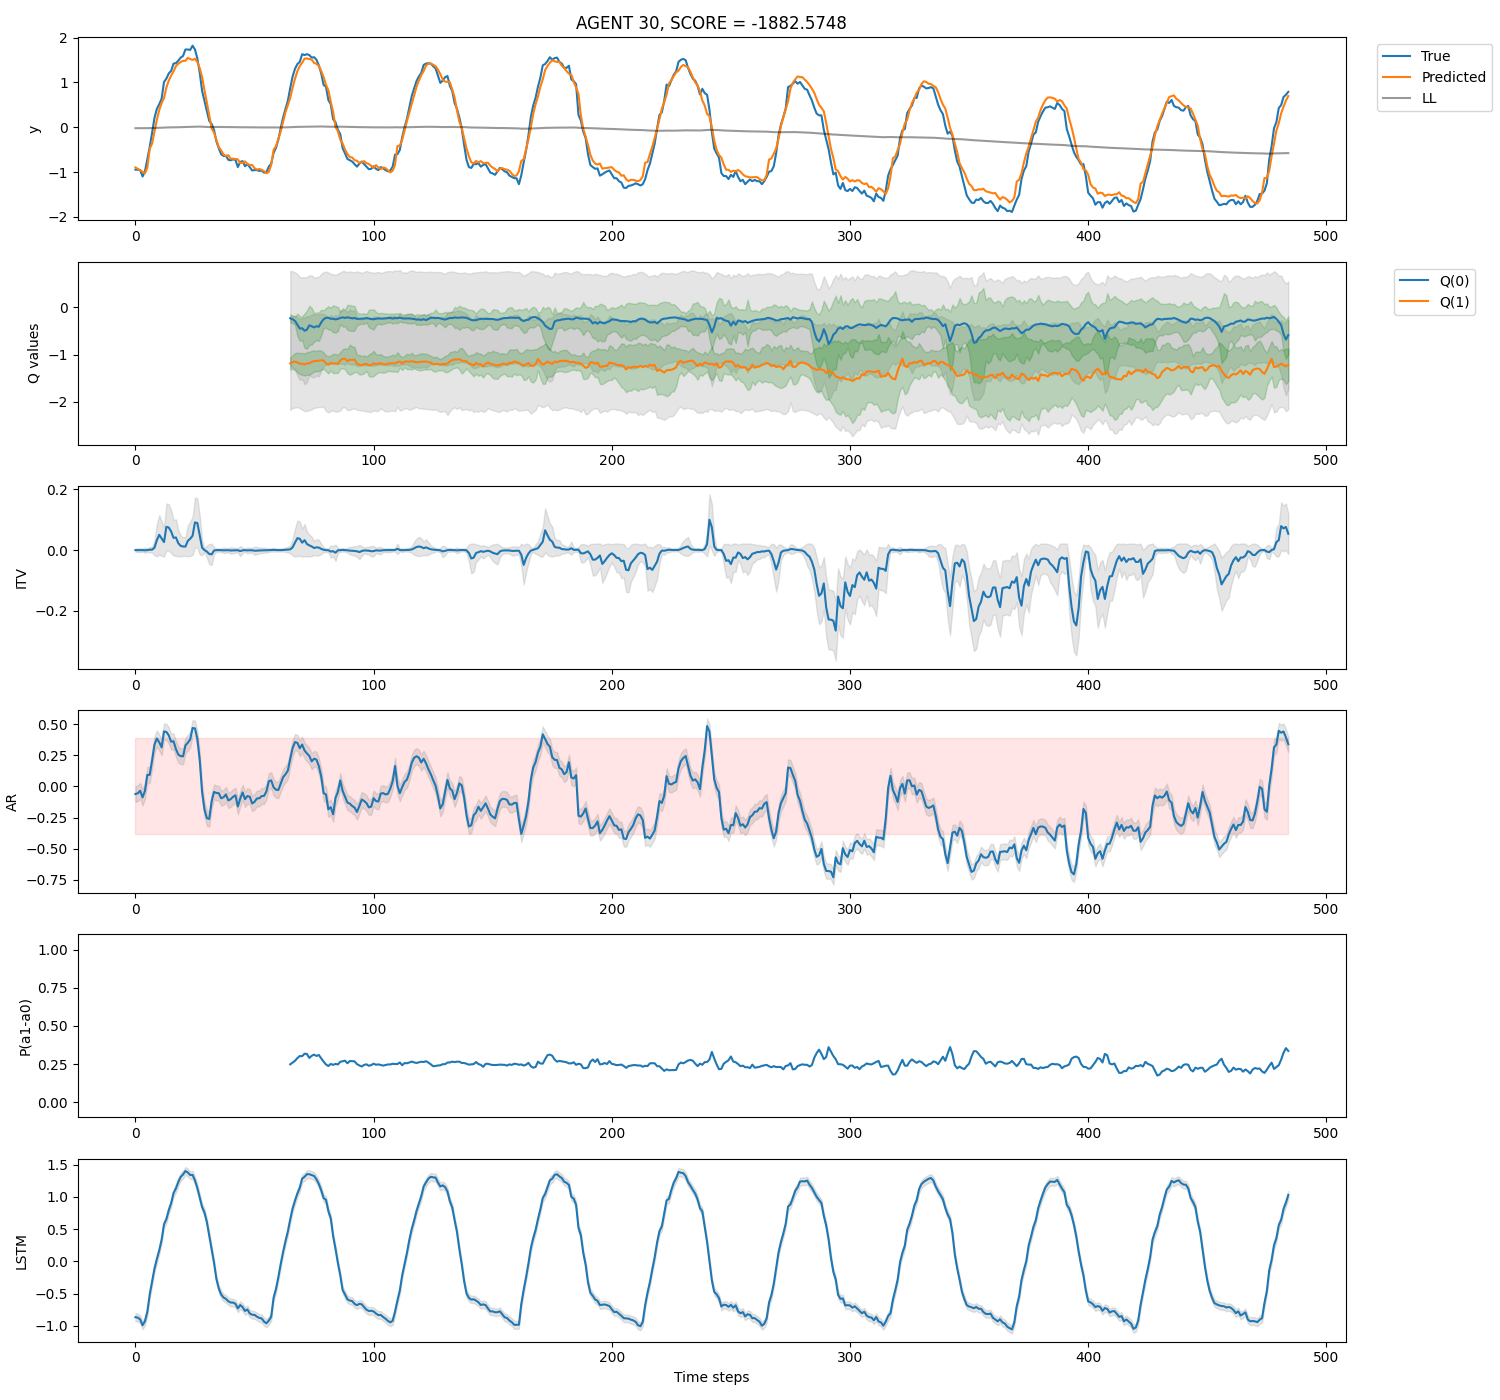 AGENT 30, SCORE = -1882.5748
y
2
1
0
−1
−2
0 100 200 300 400 500
True
Predicted
LL
Q values
0
−1
−2
0 100 200 300 400 500
Q(0)
Q(1)
ITV
0.2
0.0
−0.2
0 100 200 300 400 500
AR
0.50
0.25
0.00
−0.25
−0.50
−0.75
0 100 200 300 400 500
P(a1-a0)
1.00
0.75
0.50
0.25
0.00
0 100 200 300 400 500
LSTM
1.5
1.0
0.5
0.0
−0.5
−1.0
0 100 200 300 400 500
Time steps